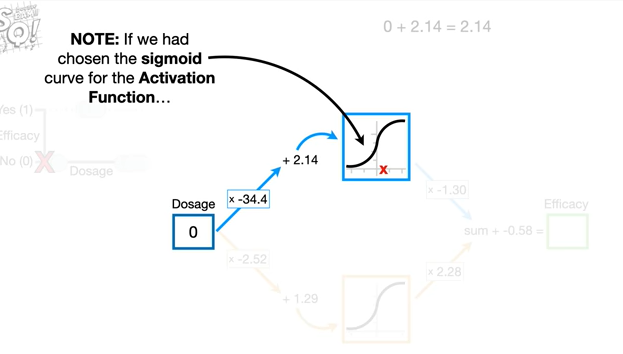 0 + 2.14 = 2.14
NOTE: If we had
chosen the sigmoid
curve for the Activation
Function…
Yes (1)
Efficacy
No (0)
X
Dosage
+ 2.14
X
x -34.4
Dosage
0
x -1.30
Efficacy
sum + -0.58 =
x -2.52
x 2.28
+ 1.29